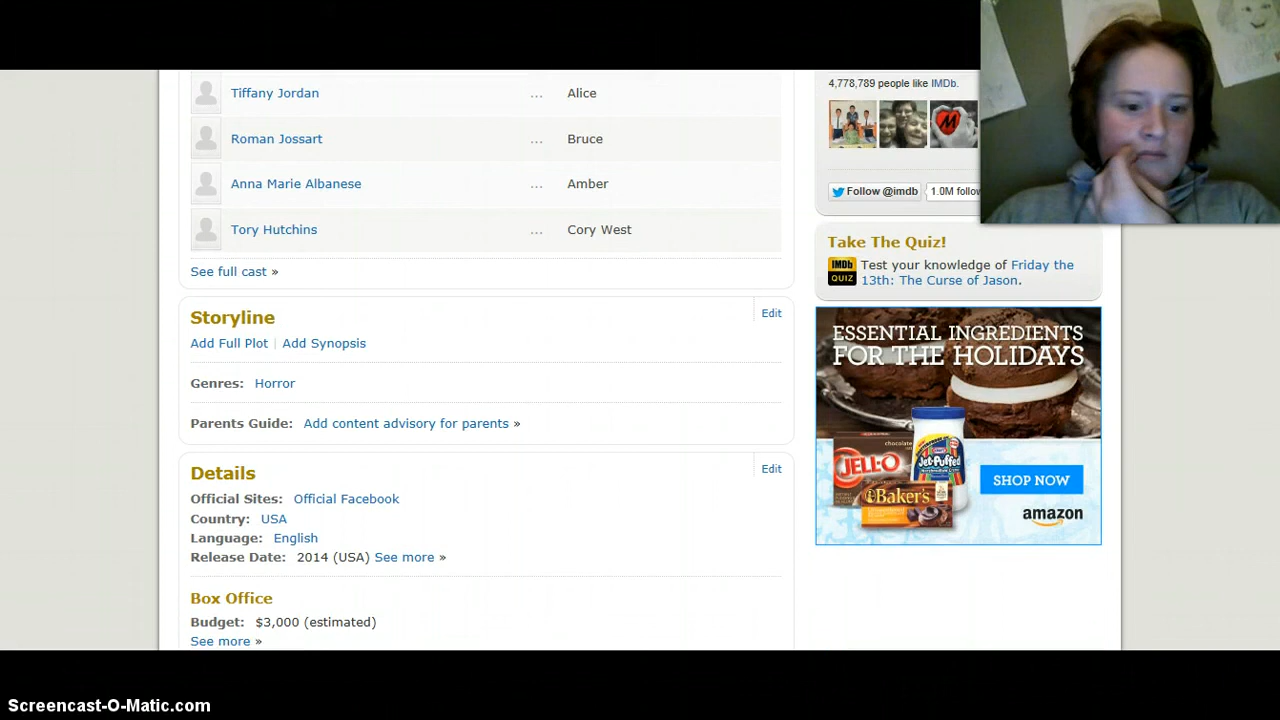 Tiffany Jordan ... Alice
Roman Jossart ... Bruce
Anna Marie Albanese ... Amber
Tory Hutchins ... Cory West
See full cast »
Storyline
Edit
Add Full Plot | Add Synopsis
Genres: Horror
Parents Guide: Add content advisory for parents »
Details
Edit
Official Sites: Official Facebook
Country: USA
Language: English
Release Date: 2014 (USA) See more »
Box Office
Budget: $3,000 (estimated)
See more »
4,778,789 people like IMDb.
M
Follow @imdb
1.0M follow
Take The Quiz!
IMDb
QUIZ
Test your knowledge of Friday the
13th: The Curse of Jason.
ESSENTIAL INGREDIENTS
FOR THE HOLIDAYS
chocolate
JELL-O
Jet-Puffed
Baker's
SHOP NOW
amazon
Screencast-O-Matic.com